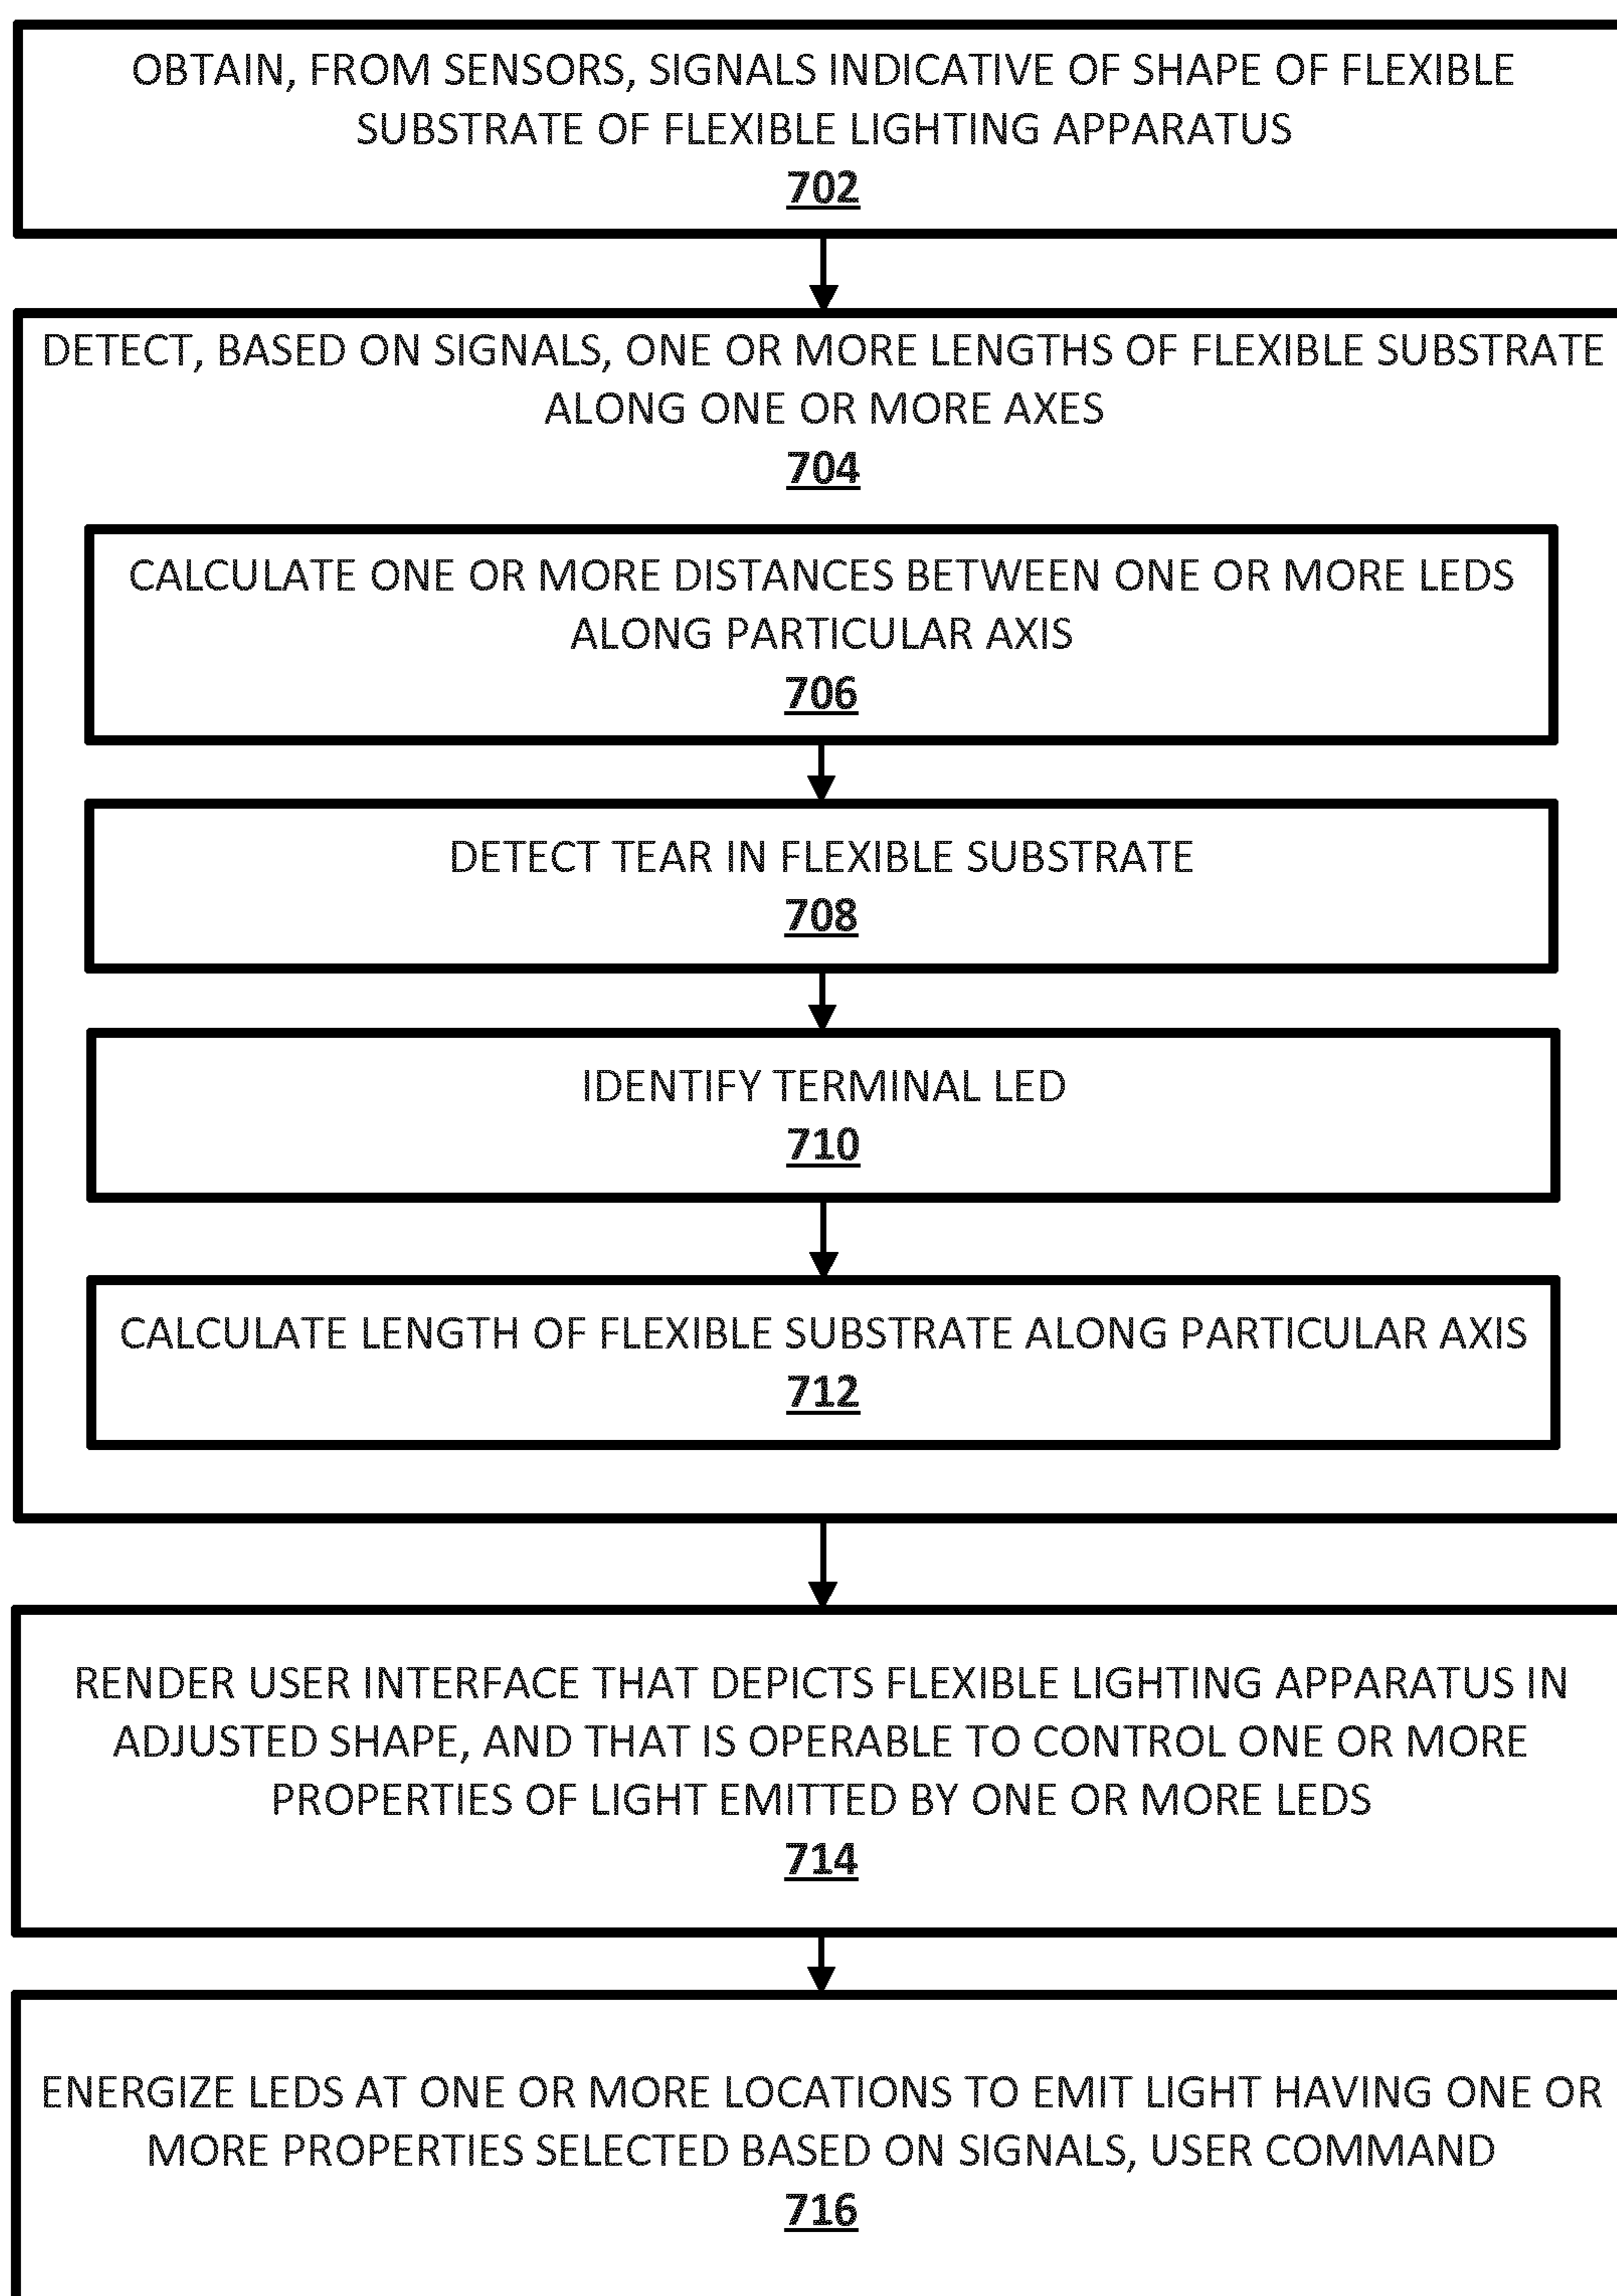 OBTAIN, FROM SENSORS, SIGNALS INDICATIVE OF SHAPE OF FLEXIBLE
SUBSTRATE OF FLEXIBLE LIGHTING APPARATUS
702
DETECT, BASED ON SIGNALS, ONE OR MORE LENGTHS OF FLEXIBLE SUBSTRATE
ALONG ONE OR MORE AXES
704
CALCULATE ONE OR MORE DISTANCES BETWEEN ONE OR MORE LEDS
ALONG PARTICULAR AXIS
706
DETECT TEAR IN FLEXIBLE SUBSTRATE
708
IDENTIFY TERMINAL LED
710
CALCULATE LENGTH OF FLEXIBLE SUBSTRATE ALONG PARTICULAR AXIS
712
RENDER USER INTERFACE THAT DEPICTS FLEXIBLE LIGHTING APPARATUS IN
ADJUSTED SHAPE, AND THAT IS OPERABLE TO CONTROL ONE OR MORE
PROPERTIES OF LIGHT EMITTED BY ONE OR MORE LEDS
714
ENERGIZE LEDS AT ONE OR MORE LOCATIONS TO EMIT LIGHT HAVING ONE OR
MORE PROPERTIES SELECTED BASED ON SIGNALS, USER COMMAND
716